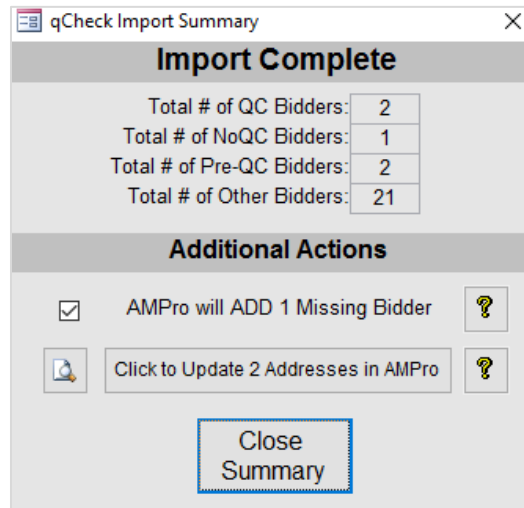 qCheck Import Summary
Import Complete
Total # of QC Bidders: 2
Total # of NoQC Bidders: 1
Total # of Pre-QC Bidders: 2
Total # of Other Bidders: 21
Additional Actions
AMPro will ADD 1 Missing Bidder ?
Click to Update 2 Addresses in AMPro ?
Close
Summary